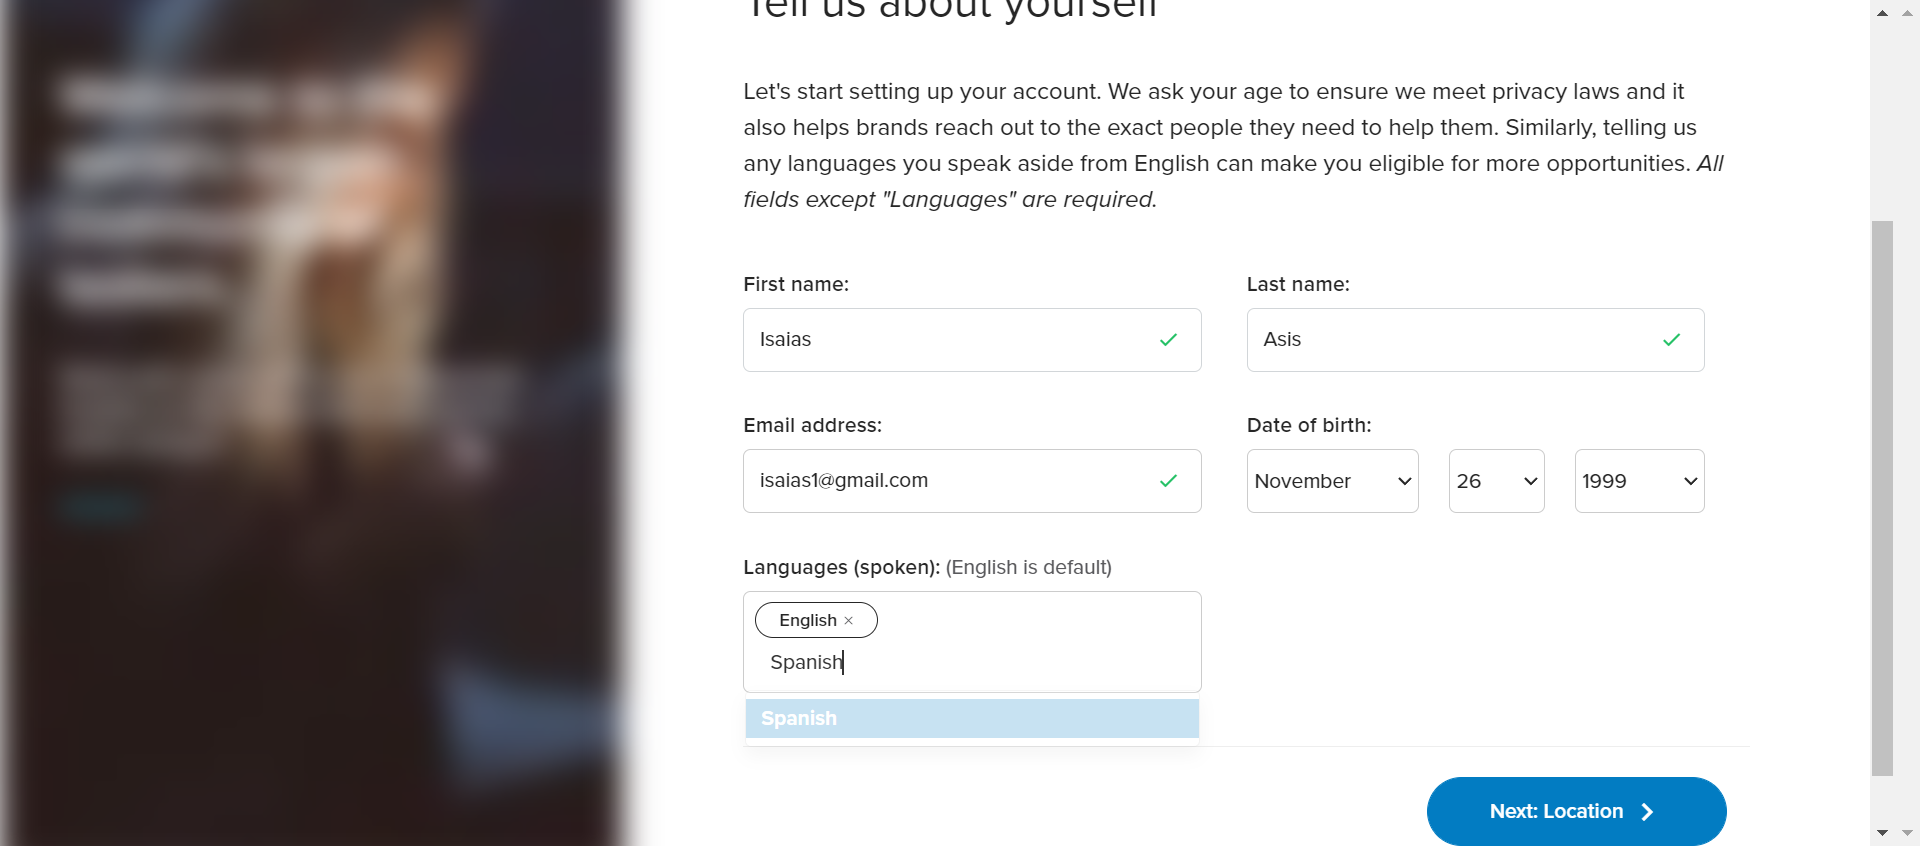 Tell us about yourself
Let's start setting up your account. We ask your age to ensure we meet privacy laws and it
also helps brands reach out to the exact people they need to help them. Similarly, telling us
any languages you speak aside from English can make you eligible for more opportunities. All
fields except "Languages" are required.
First name:
Last name:
Isaias
Asis
Email address:
Date of birth:
isaias1@gmail.com
November
26
1999
Languages (spoken): (English is default)
English ×
Spanish
Spanish
Next: Location